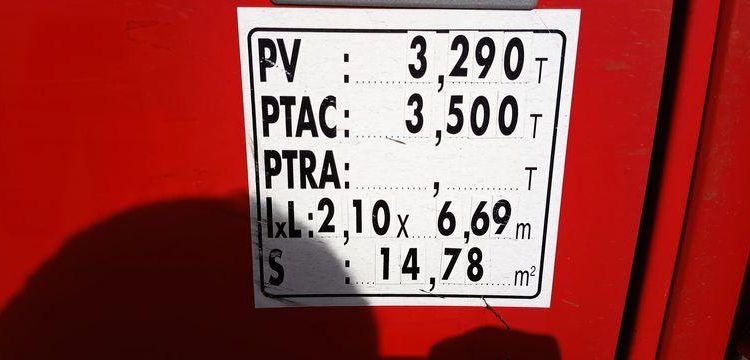 PV : 3,290 T
PTAC: 3,500 T
PTRA: , T
lxL: 2,10 x 6,69 m
S : 14,78 m²